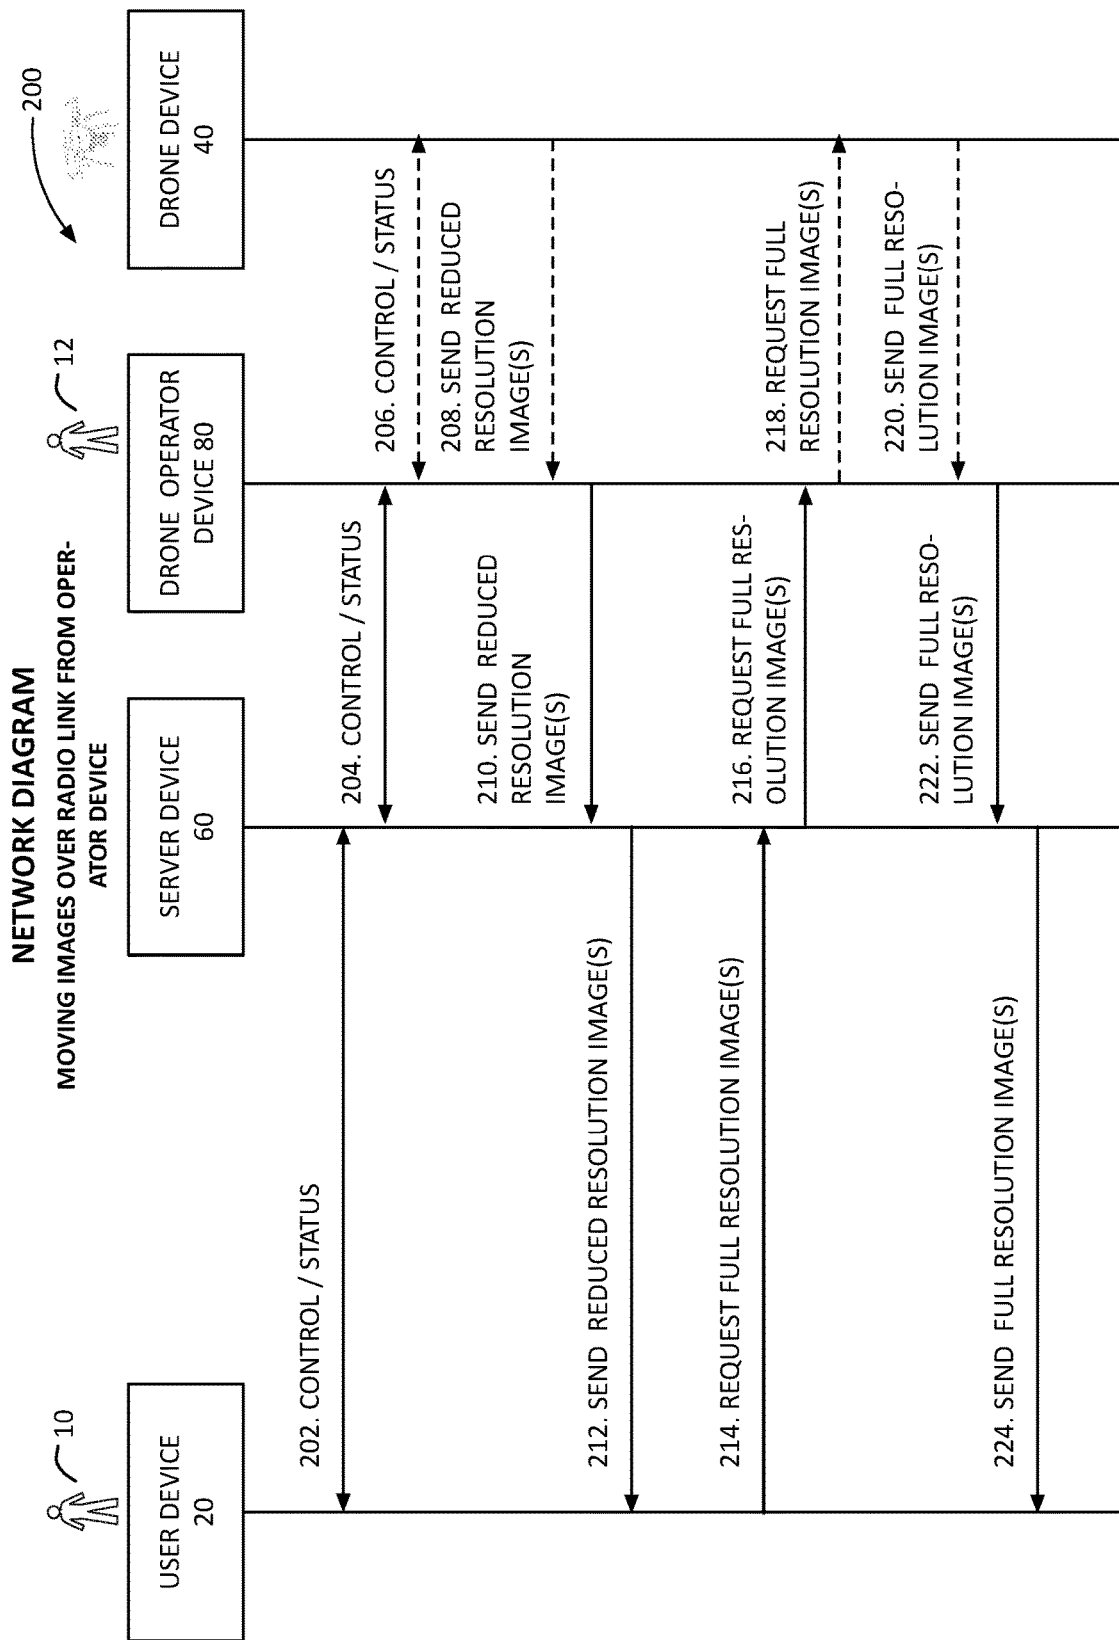 NETWORK DIAGRAM
MOVING IMAGES OVER RADIO LINK FROM OPER-
ATOR DEVICE
10
12
200
USER DEVICE
20
SERVER DEVICE
60
DRONE OPERATOR
DEVICE 80
DRONE DEVICE
40
202. CONTROL / STATUS
204. CONTROL / STATUS
206. CONTROL / STATUS
208. SEND REDUCED
RESOLUTION
IMAGE(S)
210. SEND REDUCED
RESOLUTION
IMAGE(S)
212. SEND REDUCED RESOLUTION IMAGE(S)
214. REQUEST FULL RESOLUTION IMAGE(S)
216. REQUEST FULL RES-
OLUTION IMAGE(S)
218. REQUEST FULL
RESOLUTION IMAGE(S)
220. SEND FULL RESO-
LUTION IMAGE(S)
222. SEND FULL RESO-
LUTION IMAGE(S)
224. SEND FULL RESOLUTION IMAGE(S)